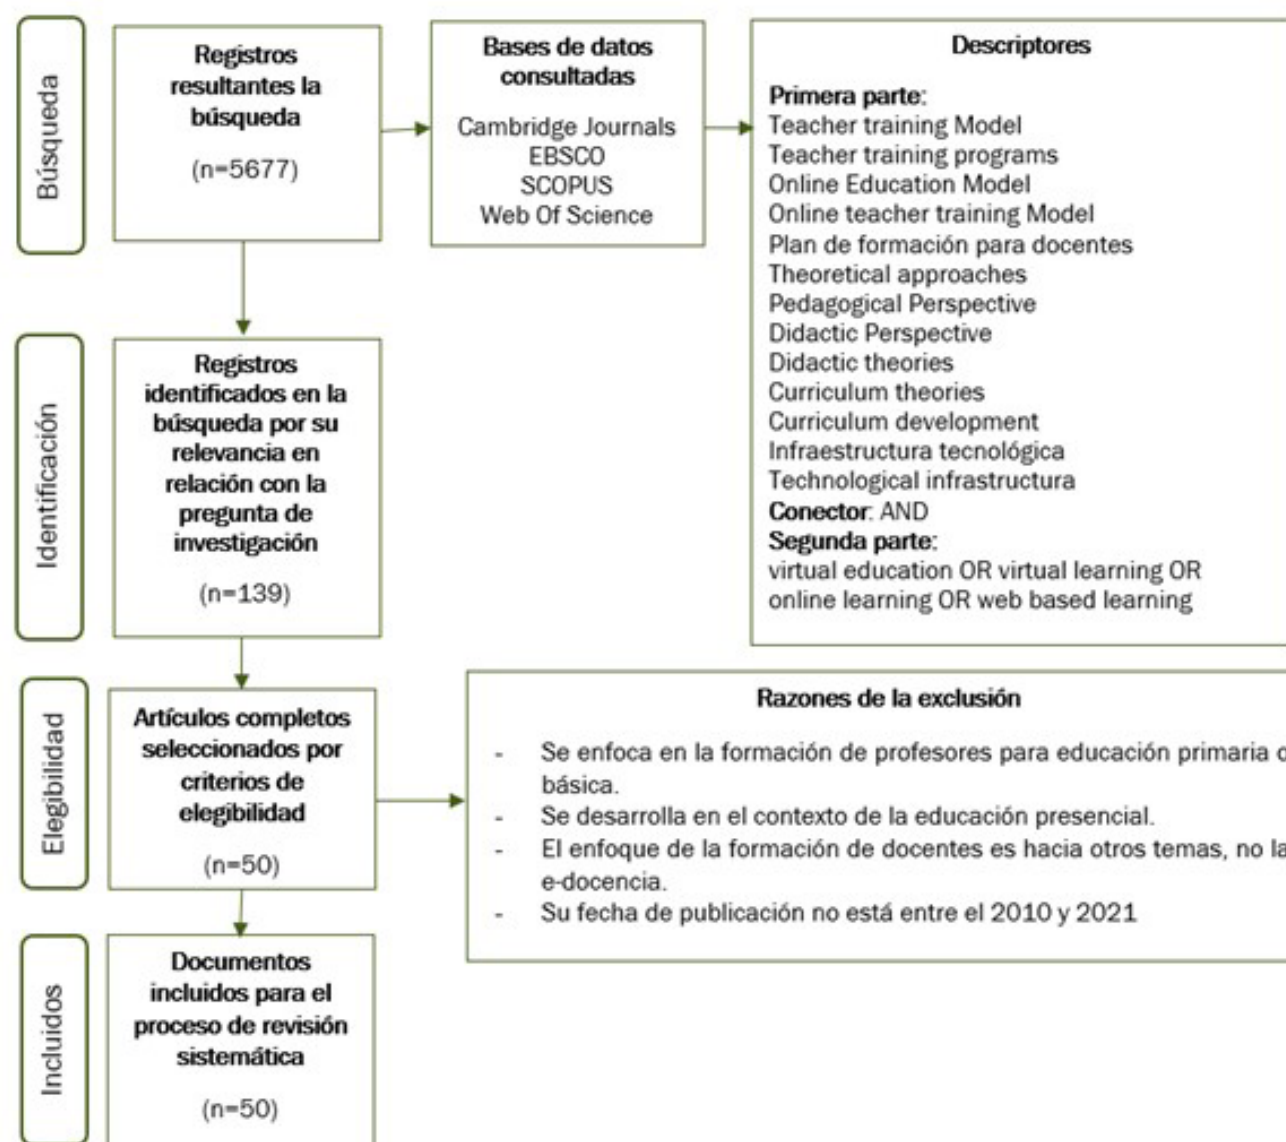 Búsqueda
Registros
resultantes la
búsqueda
(n=5677)
Bases de datos
consultadas
Cambridge Journals
EBSCO
SCOPUS
Web Of Science
Descriptores
Primera parte:
Teacher training Model
Teacher training programs
Online Education Model
Online teacher training Model
Plan de formación para docentes
Theoretical approaches
Pedagogical Perspective
Didactic Perspective
Didactic theories
Curriculum theories
Curriculum development
Infraestructura tecnológica
Technological infrastructura
Conector: AND
Segunda parte:
virtual education OR virtual learning OR
online learning OR web based learning
Identificación
Registros
identificados en la
búsqueda por su
relevancia en
relación con la
pregunta de
investigación
(n=139)
Elegibilidad
Artículos completos
seleccionados por
criterios de
elegibilidad
(n=50)
Razones de la exclusión
- Se enfoca en la formación de profesores para educación primaria o
básica.
- Se desarrolla en el contexto de la educación presencial.
- El enfoque de la formación de docentes es hacia otros temas, no la
e-docencia.
- Su fecha de publicación no está entre el 2010 y 2021
Incluidos
Documentos
incluidos para el
proceso de revisión
sistemática
(n=50)